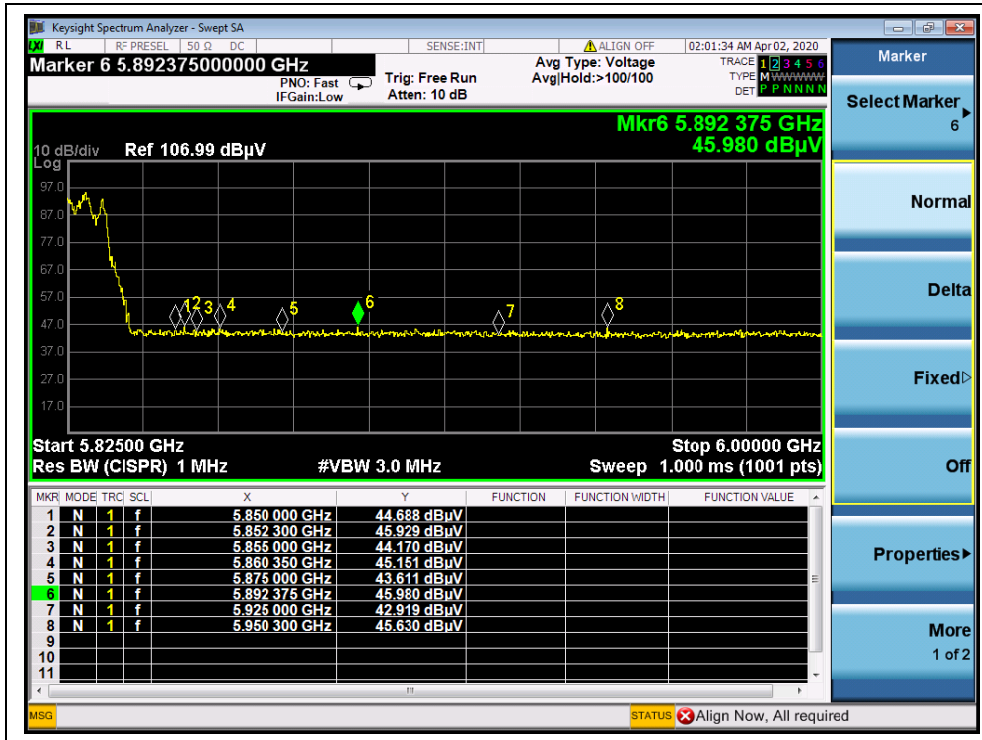 Keysight Spectrum Analyzer - Swept SA
LXI RL RF PRESEL 50 Ω DC SENSE:INT ALIGN OFF 02:01:34 AM Apr 02, 2020
Marker 6 5.892375000000 GHz
PNO: Fast
IFGain:Low
Trig: Free Run
Atten: 10 dB
Avg Type: Voltage
Avg|Hold:>100/100
TRACE 1 2 3 4 5 6
TYPE M WWWWW
DET P P N N N N
Mkr6 5.892 375 GHz
45.980 dBµV
10 dB/div Ref 106.99 dBµV
Log
97.0
87.0
77.0
67.0
57.0
47.0
37.0
27.0
17.0
1 2 3 4 5 6 7 8
Start 5.82500 GHz Stop 6.00000 GHz
Res BW (CISPR) 1 MHz #VBW 3.0 MHz Sweep 1.000 ms (1001 pts)
MKR MODE TRC SCL X Y FUNCTION FUNCTION WIDTH FUNCTION VALUE
1 N 1 f 5.850 000 GHz 44.688 dBµV
2 N 1 f 5.852 300 GHz 45.929 dBµV
3 N 1 f 5.855 000 GHz 44.170 dBµV
4 N 1 f 5.860 350 GHz 45.151 dBµV
5 N 1 f 5.875 000 GHz 43.611 dBµV
6 N 1 f 5.892 375 GHz 45.980 dBµV
7 N 1 f 5.925 000 GHz 42.919 dBµV
8 N 1 f 5.950 300 GHz 45.630 dBµV
9
10
11
MSG STATUS Align Now, All required
Marker
Select Marker
6
Normal
Delta
Fixed
Off
Properties
More
1 of 2